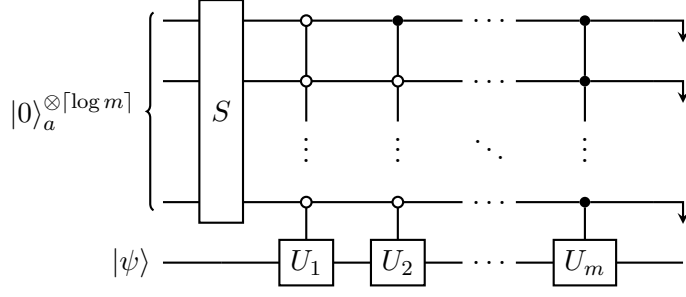 |0⟩_a^{⊗⌈log m⌉}
S
⋯
⋯
⋮ ⋮ ⋱ ⋮
⋯
|ψ⟩ U_1 U_2 ⋯ U_m